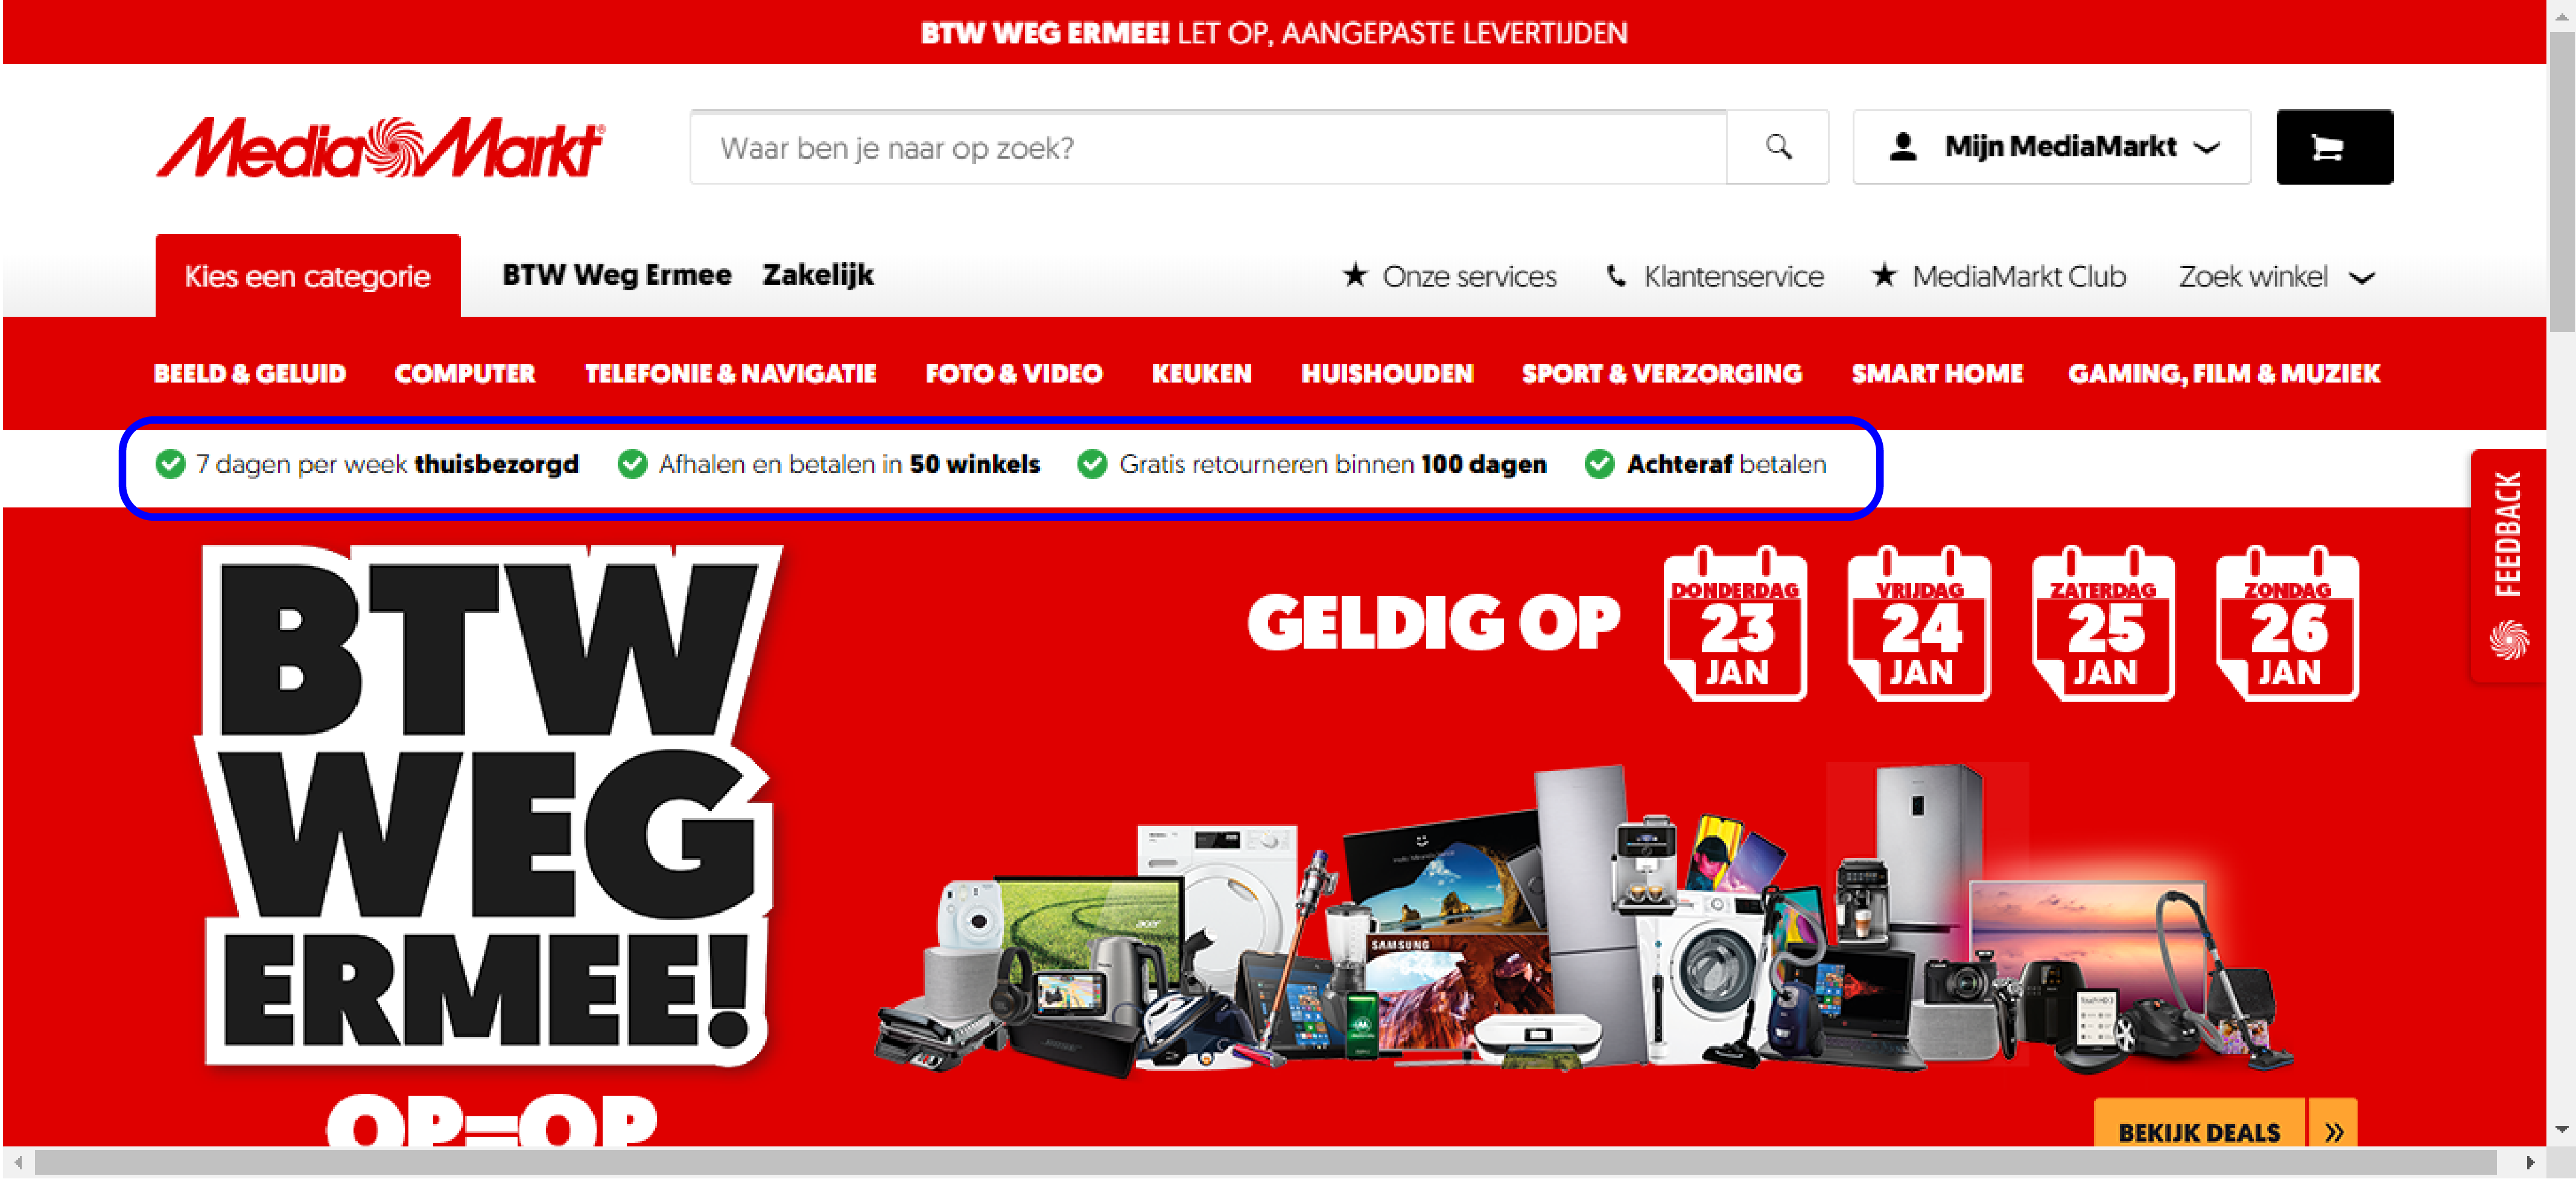 BTW WEG ERMEE! LET OP, AANGEPASTE LEVERTIJDEN
MediaMarkt
Waar ben je naar op zoek?
Mijn MediaMarkt
Kies een categorie
BTW Weg Ermee
Zakelijk
Onze services
Klantenservice
MediaMarkt Club
Zoek winkel
BEELD & GELUID
COMPUTER
TELEFONIE & NAVIGATIE
FOTO & VIDEO
KEUKEN
HUISHOUDEN
SPORT & VERZORGING
SMART HOME
GAMING, FILM & MUZIEK
7 dagen per week thuisbezorgd
Afhalen en betalen in 50 winkels
Gratis retourneren binnen 100 dagen
Achteraf betalen
FEEDBACK
BTW
WEG
ERMEE!
OP=OP
GELDIG OP
DONDERDAG
23
JAN
VRIJDAG
24
JAN
ZATERDAG
25
JAN
ZONDAG
26
JAN
acer
SAMSUNG
BOSE
BEKIJK DEALS